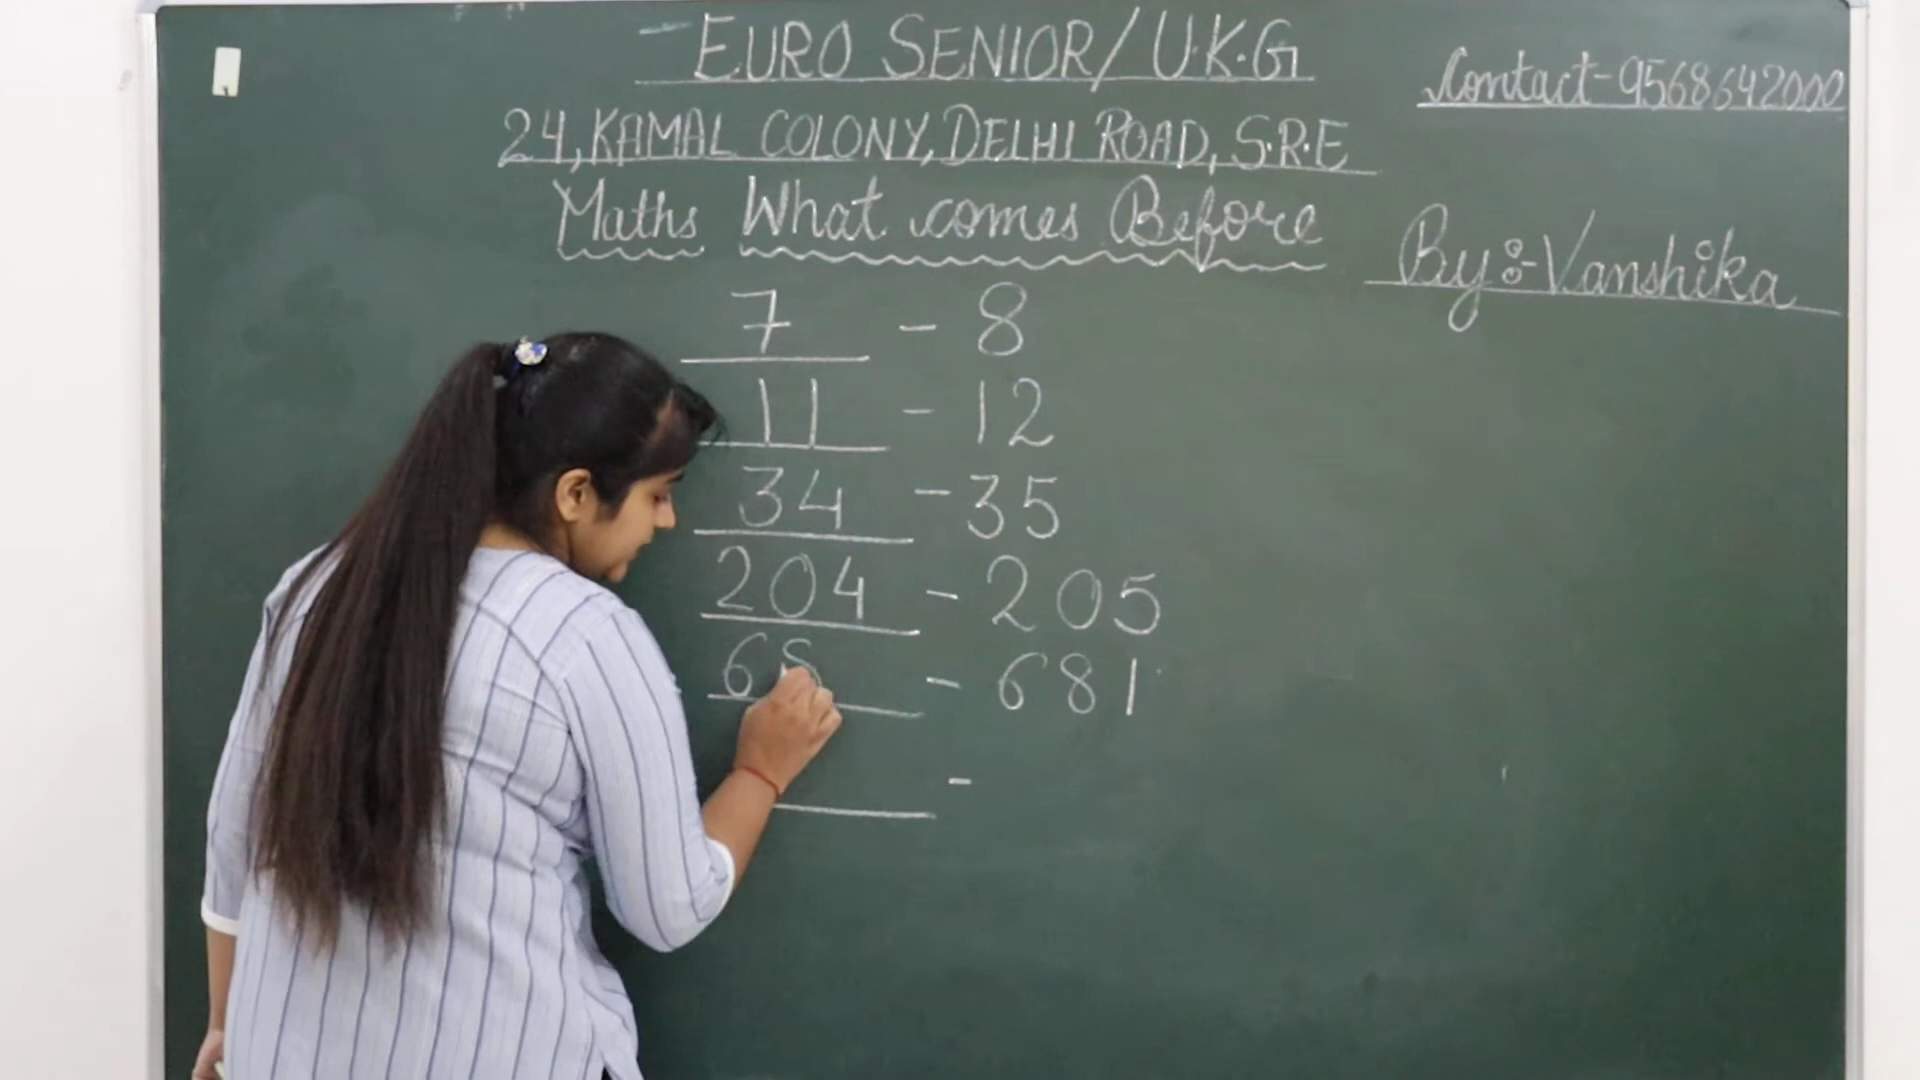 EURO SENIOR/U.K.G
Contact-9568642000
24, KAMAL COLONY, DELHI ROAD, S.R.E
Maths What comes Before
By:-Vanshika
7 - 8
11 - 12
34 - 35
204 - 205
68 - 681
-